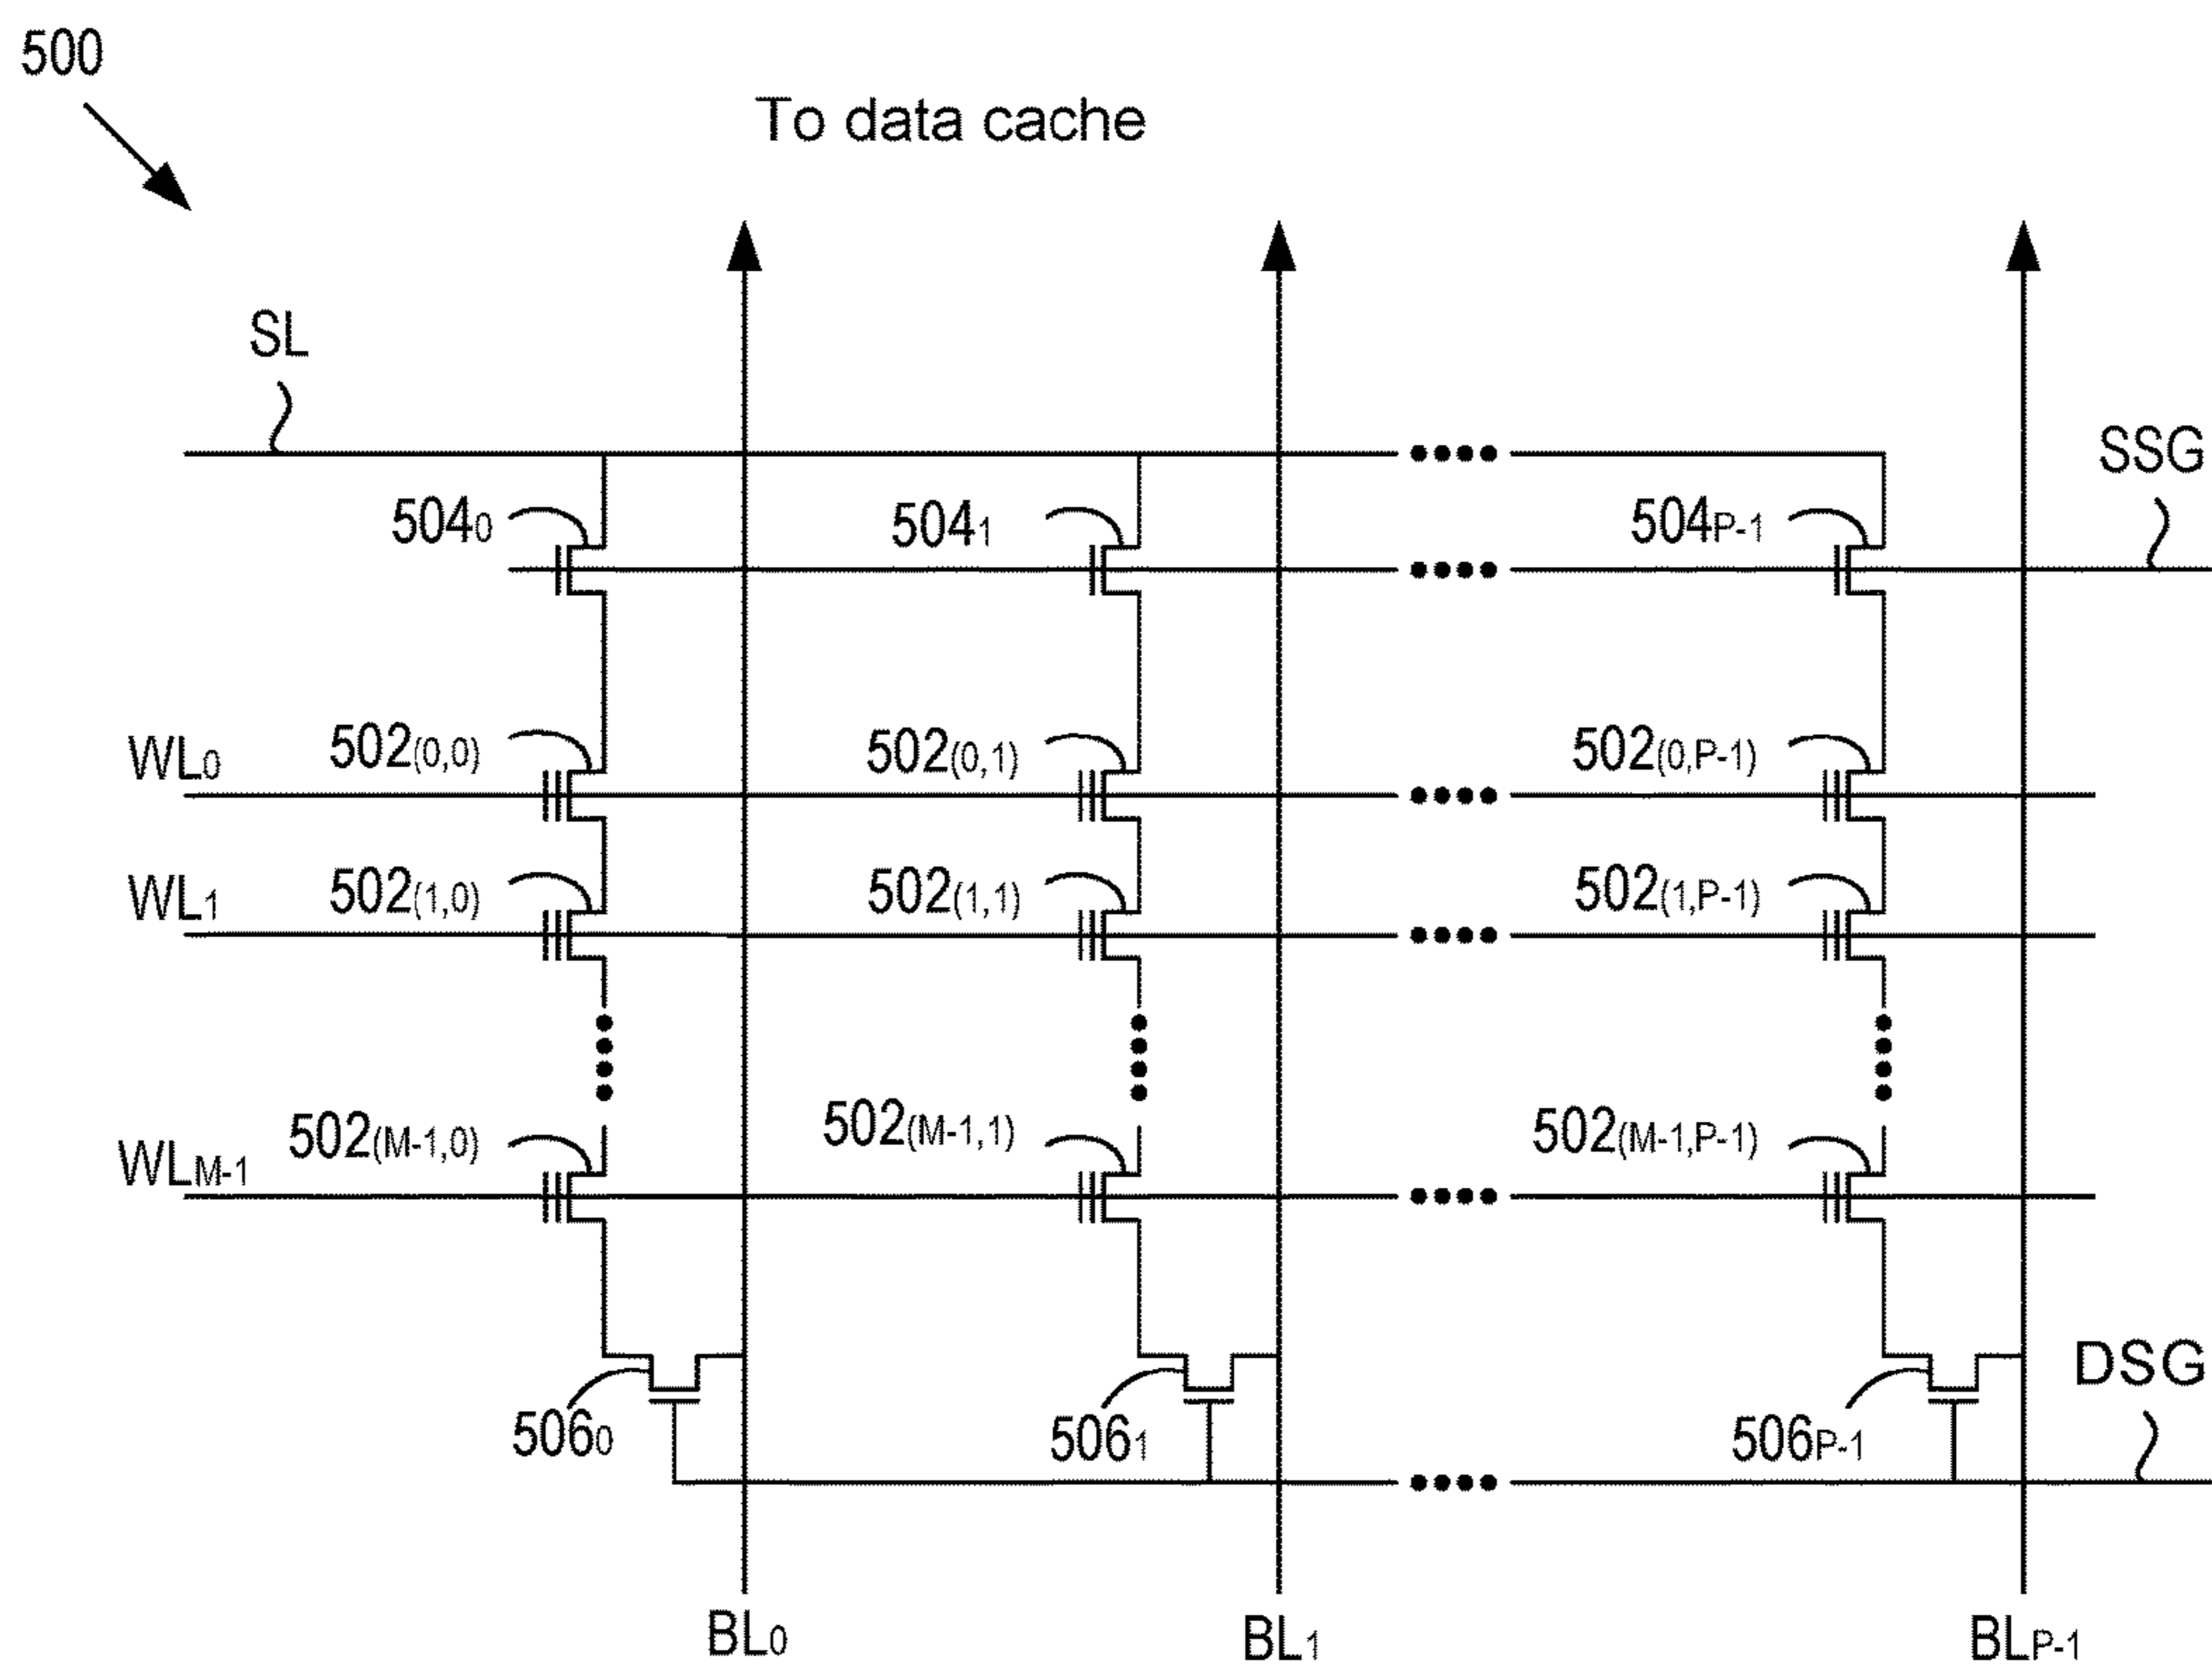 500
To data cache
SL
SSG
504₀
504₁
504P-1
WL₀
502(0,0)
502(0,1)
502(0,P-1)
WL₁
502(1,0)
502(1,1)
502(1,P-1)
WLM-1
502(M-1,0)
502(M-1,1)
502(M-1,P-1)
DSG
506₀
506₁
506P-1
BL₀
BL₁
BLP-1